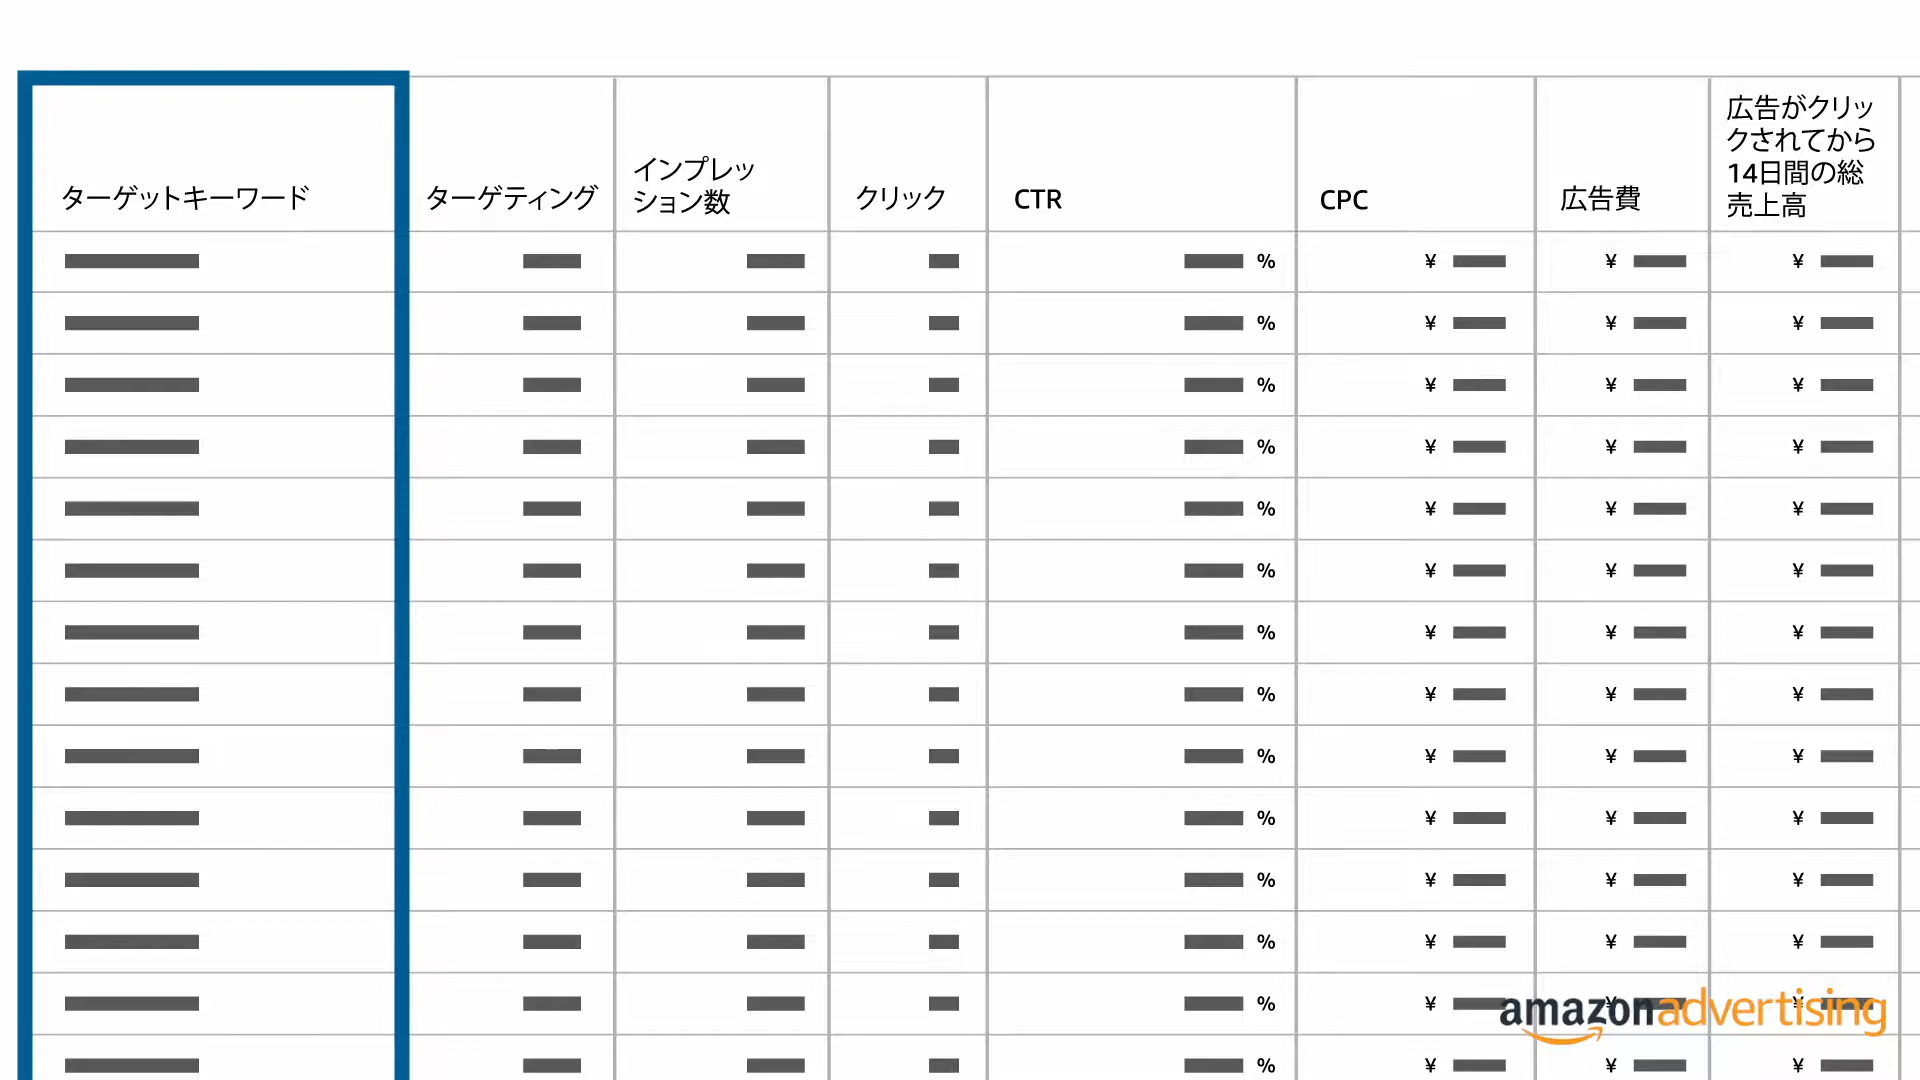 ターゲットキーワード
ターゲティング
インプレッ
ション数
クリック
CTR
CPC
広告費
広告がクリッ
クされてから
14日間の総
売上高
% ¥ ¥ ¥
% ¥ ¥ ¥
% ¥ ¥ ¥
% ¥ ¥ ¥
% ¥ ¥ ¥
% ¥ ¥ ¥
% ¥ ¥ ¥
% ¥ ¥ ¥
% ¥ ¥ ¥
% ¥ ¥ ¥
% ¥ ¥ ¥
% ¥ ¥ ¥
% ¥ ¥ ¥
% ¥ ¥ ¥
amazon advertising